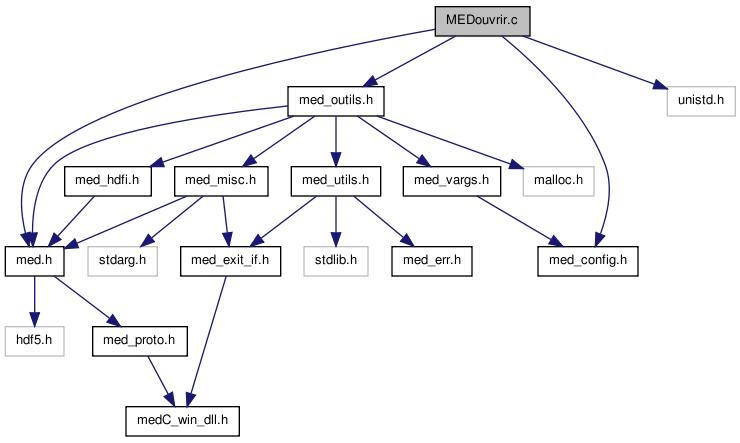 MEDouvrir.c
med_outils.h
unistd.h
med_hdfi.h
med_misc.h
med_utils.h
med_vargs.h
malloc.h
med.h
stdarg.h
med_exit_if.h
stdlib.h
med_err.h
med_config.h
hdf5.h
med_proto.h
medC_win_dll.h